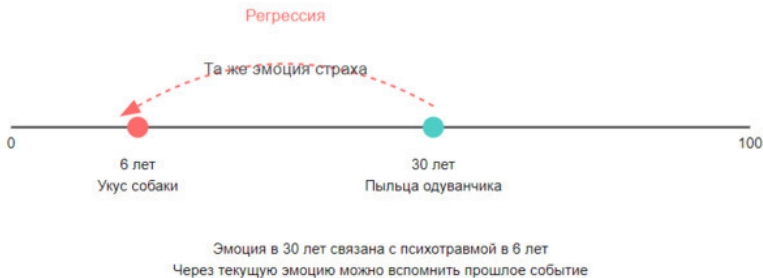 Регрессия
Та же эмоция страха
0
100
6 лет
30 лет
Укус собаки
Пыльца одуванчика
Эмоция в 30 лет связана с психотравмой в 6 лет
Через текущую эмоцию можно вспомнить прошлое событие